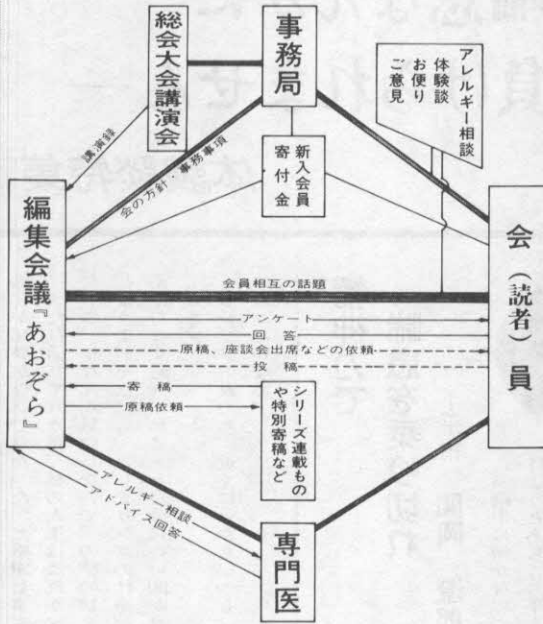 事務局
総会大会講演会
アレルギー相談
体験談
お便り
ご意見
新入会員
寄付金
講演録
会の方針・事務事項
編集会議『あおぞら』
会（読者）員
会員相互の話題
アンケート
回答
原稿、座談会出席などの依頼
投稿
寄稿
原稿依頼
シリーズ連載もの
や特別寄稿など
アレルギー相談
アドバイス回答
専門医